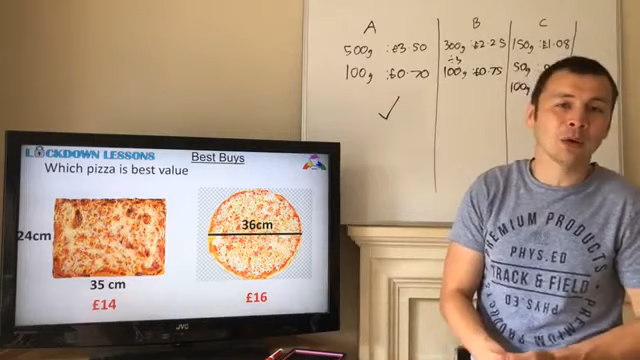 A
500g :£3.50
100g :£0.70
✓
B
300g :£2.25
÷3
100g :£0.75
C
150g :£1.08
50g
100g
LOCKDOWN LESSONS
Best Buys
Which pizza is best value
24cm
35 cm
£14
36cm
£16
JVC
PREMIUM PRODUCTS
PHYS.ED
TRACK & FIELD
PHYS.ED